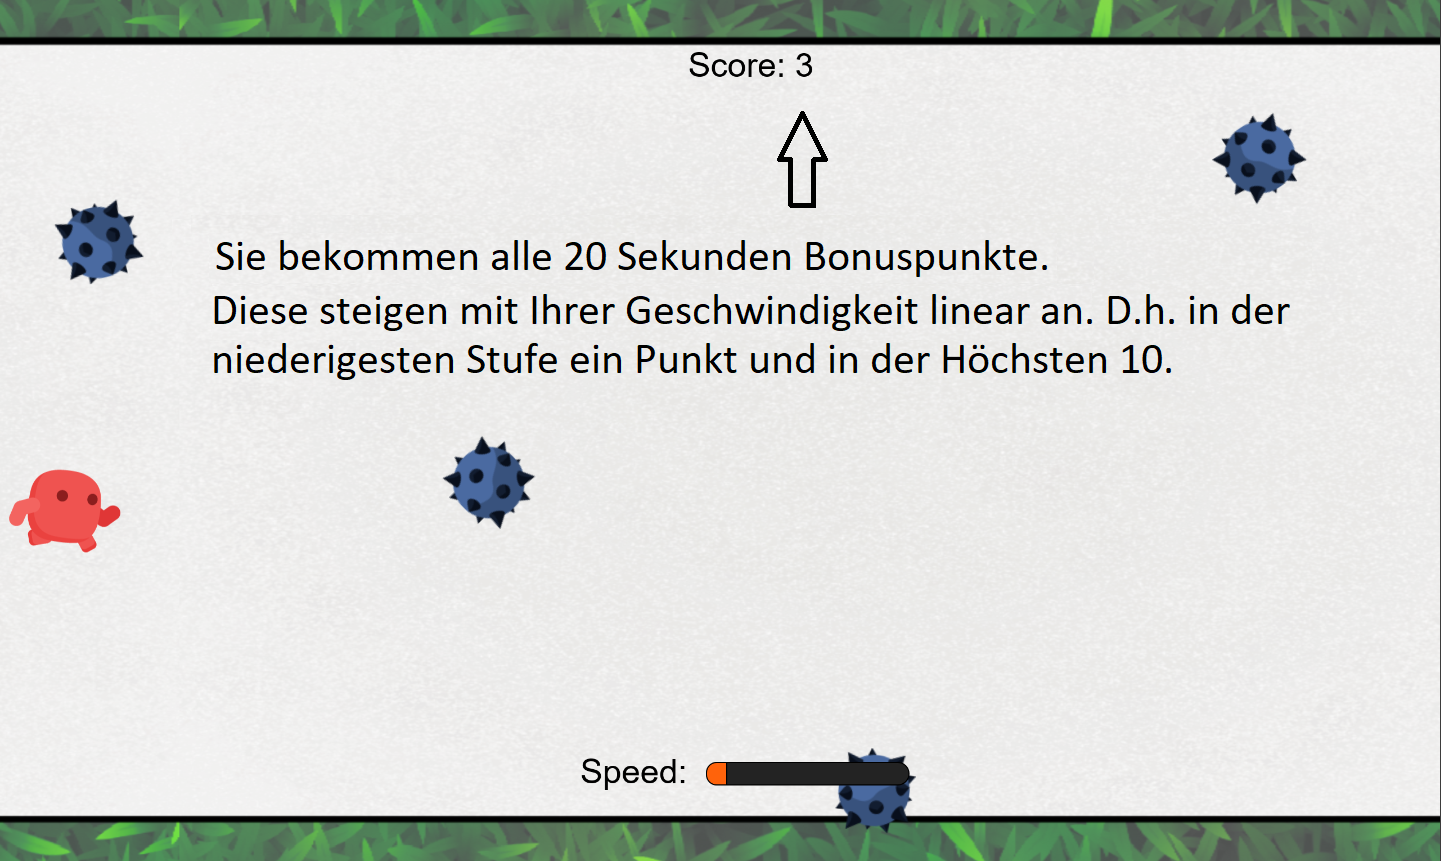 Score: 3
Sie bekommen alle 20 Sekunden Bonuspunkte.
Diese steigen mit Ihrer Geschwindigkeit linear an. D.h. in der
niederigesten Stufe ein Punkt und in der Höchsten 10.
Speed: